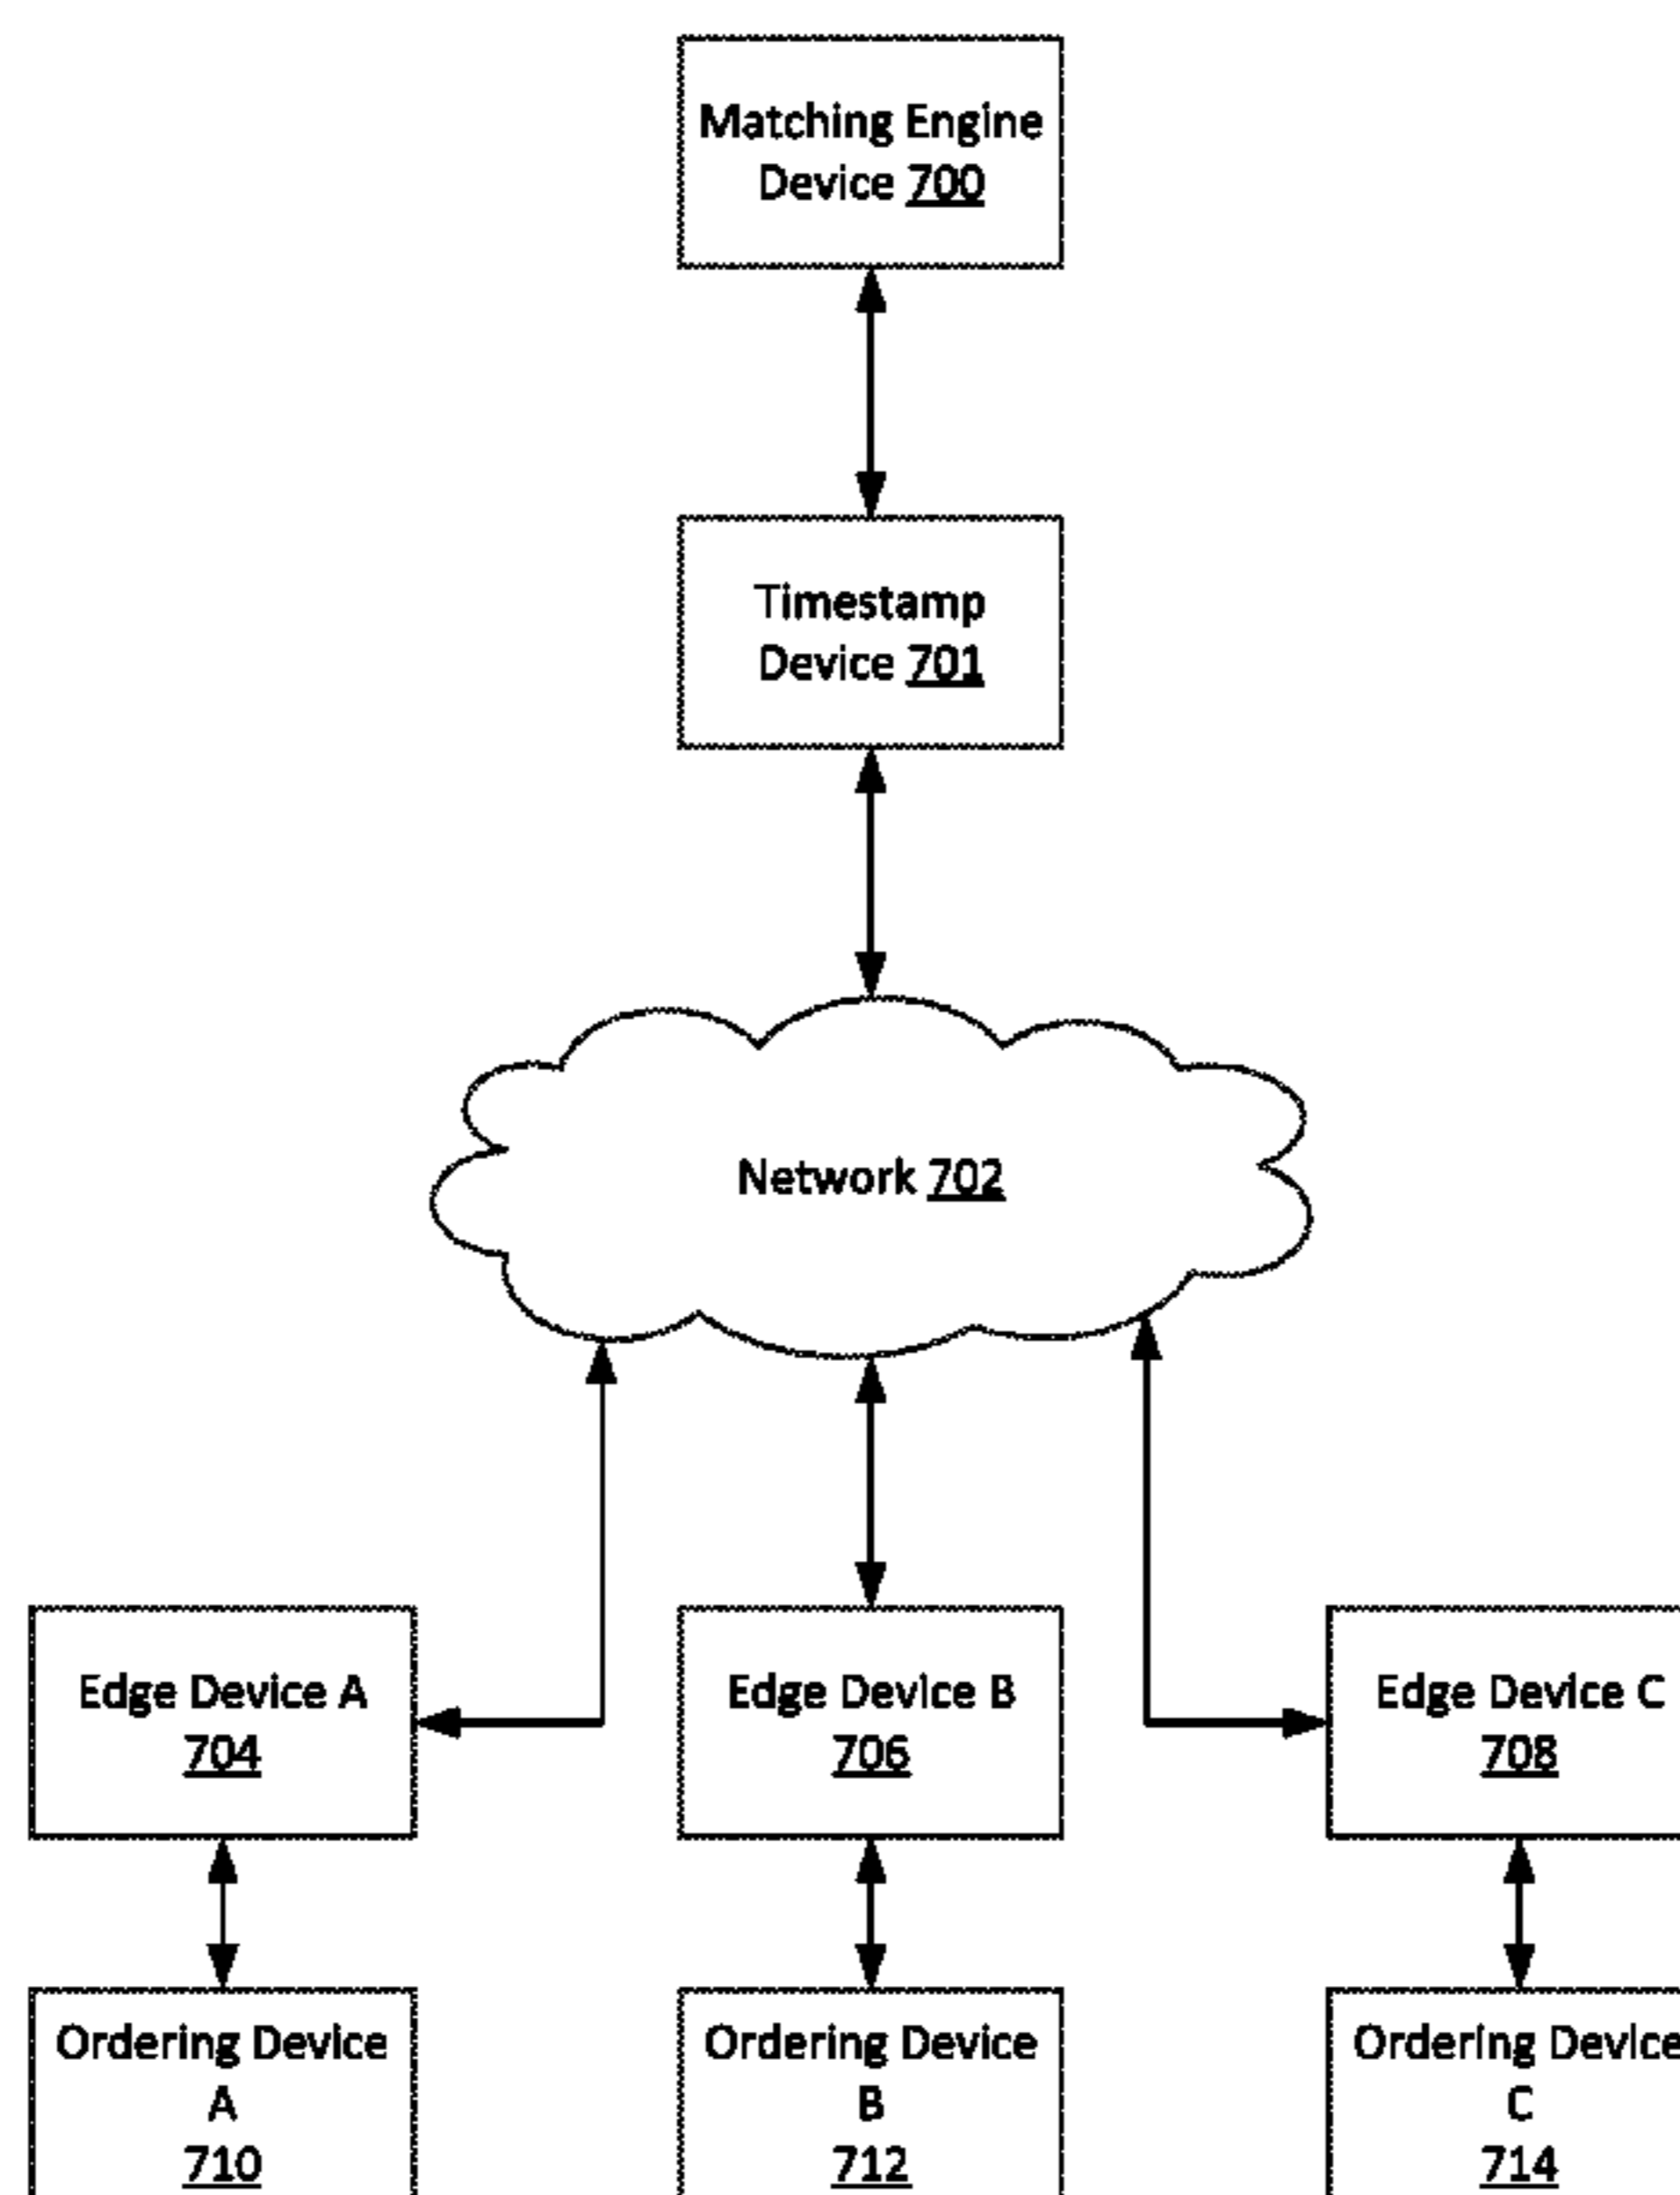 Matching Engine
Device 700
Timestamp
Device 701
Network 702
Edge Device A
704
Edge Device B
706
Edge Device C
708
Ordering Device
A
710
Ordering Device
B
712
Ordering Device
C
714